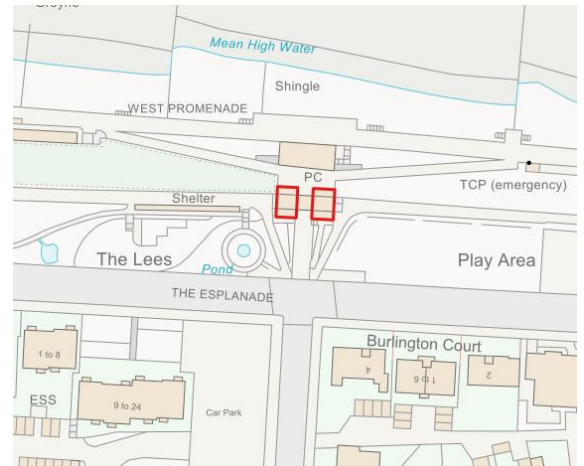 Groyne
Mean High Water
Shingle
WEST PROMENADE
PC
TCP (emergency)
Shelter
The Lees
Pond
Play Area
THE ESPLANADE
Burlington Court
1 to 8
4
1 to 6
2
ESS
9 to 24
Car Park